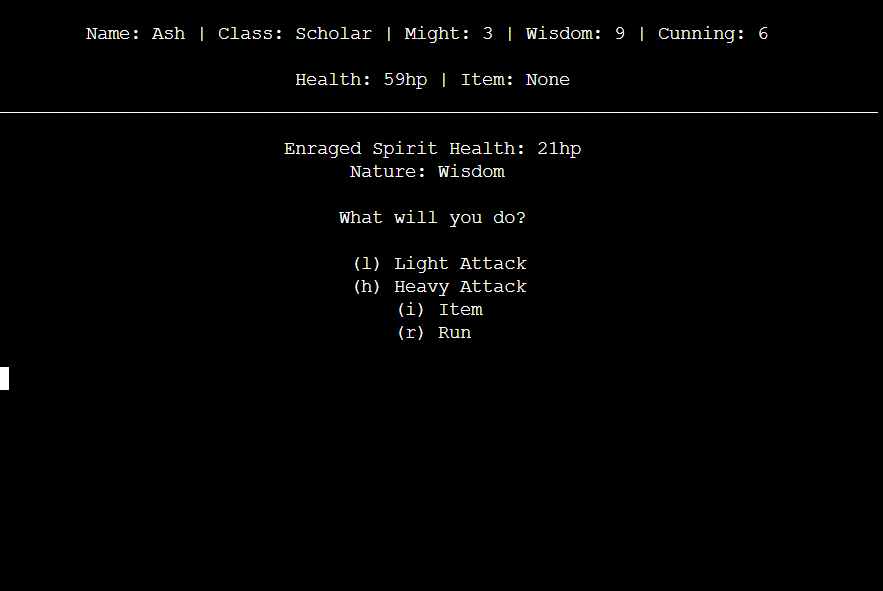 Name: Ash | Class: Scholar | Might: 3 | Wisdom: 9 | Cunning: 6
Health: 59hp | Item: None
Enraged Spirit Health: 21hp
Nature: Wisdom
What will you do?
(l) Light Attack
(h) Heavy Attack
(i) Item
(r) Run